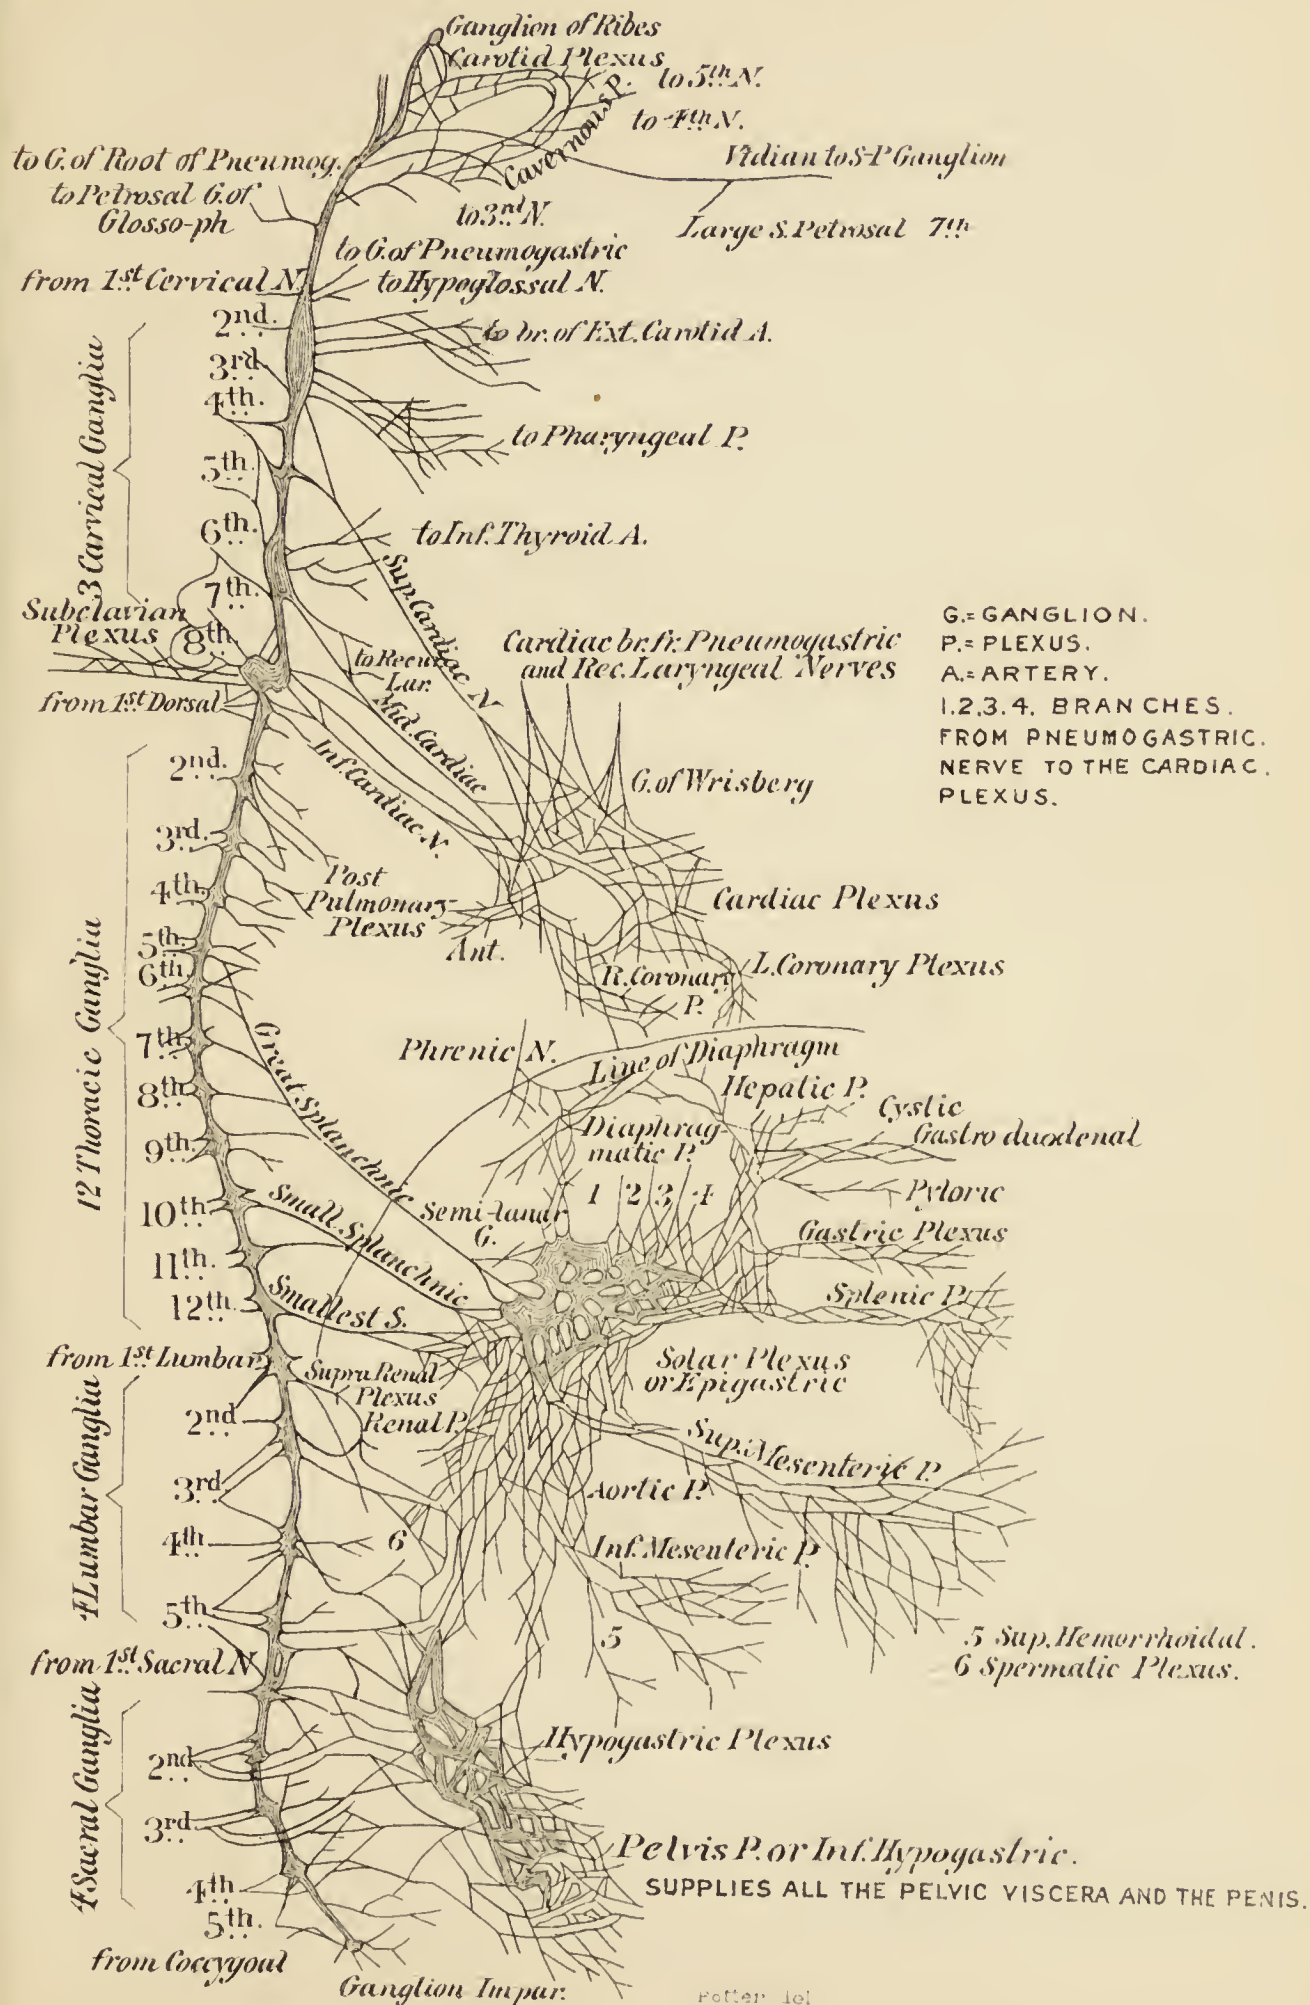 Ganglion of Ribes
Carotid Plexus
to 5th N.
Cavernous P.
to 4th N.
to G. of Root of Pneumog.
Vidian to S-P Ganglion
to Petrosal G. of
Glosso-ph
to 3rd N.
Large S. Petrosal 7th
to G. of Pneumogastric
from 1st Cervical N.
to Hypoglossal N.
2nd.
to br. of Ext. Carotid A.
3rd
4th.
3 Carvical Ganglia
to Pharyngeal P.
5th.
6th.
to Inf. Thyroid A.
7th.
Sup. Cardiac N
Subclavian
Plexus
8th.
to Recur
Lar.
Cardiac br. fr. Pneumogastric
and Rec. Laryngeal Nerves
G.= GANGLION.
P.= PLEXUS.
A.= ARTERY.
1.2.3.4. BRANCHES.
FROM PNEUMOGASTRIC.
NERVE TO THE CARDIAC.
PLEXUS.
from 1st Dorsal
Mid. Cardiac
Inf. Cardiac N.
2nd.
G. of Wrisberg
3rd.
4th.
Post
Pulmonary
Plexus
Ant.
Cardiac Plexus
5th.
6th.
R. Coronary
P.
L. Coronary Plexus
12 Thoracic Ganglia
7th.
Great Splanchnic
Phrenic N.
Line of Diaphragm
8th.
Hepatic P.
Cystic
Diaphrag-
matic P.
Gastro duodenal
9th.
1 2 3 4
Pyloric
10th
Small Splanchnic
Semi-lunar
G.
Gastric Plexus
11th.
12th.
Smallest S.
Splenic P.
from 1st Lumbar
Supra Renal
Plexus
Solar Plexus
or Epigastric
4 Lumbar Ganglia
2nd
Renal P.
Sup. Mesenteric P.
3rd
Aortic P.
4th
6
Inf. Mesenteric P.
5th
5
5 Sup. Hemorrhoidal.
6 Spermatic Plexus.
from 1st Sacral N
4 Sacral Ganglia
2nd
Hypogastric Plexus
3rd
Pelvis P. or Inf. Hypogastric.
SUPPLIES ALL THE PELVIC VISCERA AND THE PENIS.
4th
5th.
from Coccygoal
Ganglion Impar.
Potter del